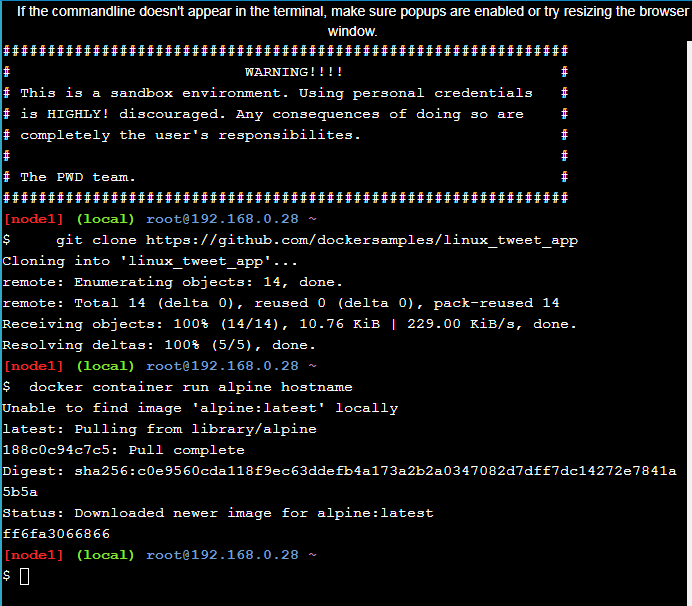 If the commandline doesn't appear in the terminal, make sure popups are enabled or try resizing the browser
window.
###############################################################
# WARNING!!!! #
# This is a sandbox environment. Using personal credentials #
# is HIGHLY! discouraged. Any consequences of doing so are #
# completely the user's responsibilites. #
# #
# The PWD team. #
###############################################################
[node1] (local) root@192.168.0.28 ~
$ git clone https://github.com/dockersamples/linux_tweet_app
Cloning into 'linux_tweet_app'...
remote: Enumerating objects: 14, done.
remote: Total 14 (delta 0), reused 0 (delta 0), pack-reused 14
Receiving objects: 100% (14/14), 10.76 KiB | 229.00 KiB/s, done.
Resolving deltas: 100% (5/5), done.
[node1] (local) root@192.168.0.28 ~
$ docker container run alpine hostname
Unable to find image 'alpine:latest' locally
latest: Pulling from library/alpine
188c0c94c7c5: Pull complete
Digest: sha256:c0e9560cda118f9ec63ddefb4a173a2b2a0347082d7dff7dc14272e7841a
5b5a
Status: Downloaded newer image for alpine:latest
ff6fa3066866
[node1] (local) root@192.168.0.28 ~
$